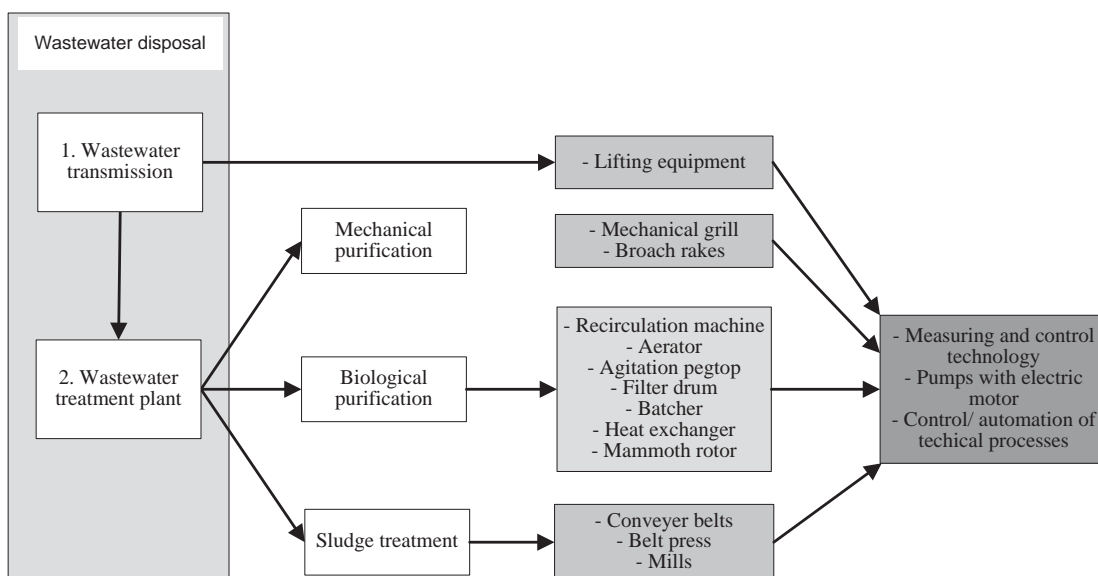 Wastewater disposal
1. Wastewater
transmission
- Lifting equipment
Mechanical
purification
- Mechanical grill
- Broach rakes
2. Wastewater
treatment plant
Biological
purification
- Recirculation machine
- Aerator
- Agitation pegtop
- Filter drum
- Batcher
- Heat exchanger
- Mammoth rotor
- Measuring and control
technology
- Pumps with electric
motor
- Control/ automation of
techical processes
Sludge treatment
- Conveyer belts
- Belt press
- Mills